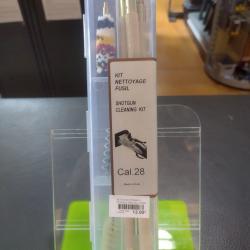 KIT
NETTOYAGE
FUSIL
SHOTGUN
CLEANING KIT
Cal.28